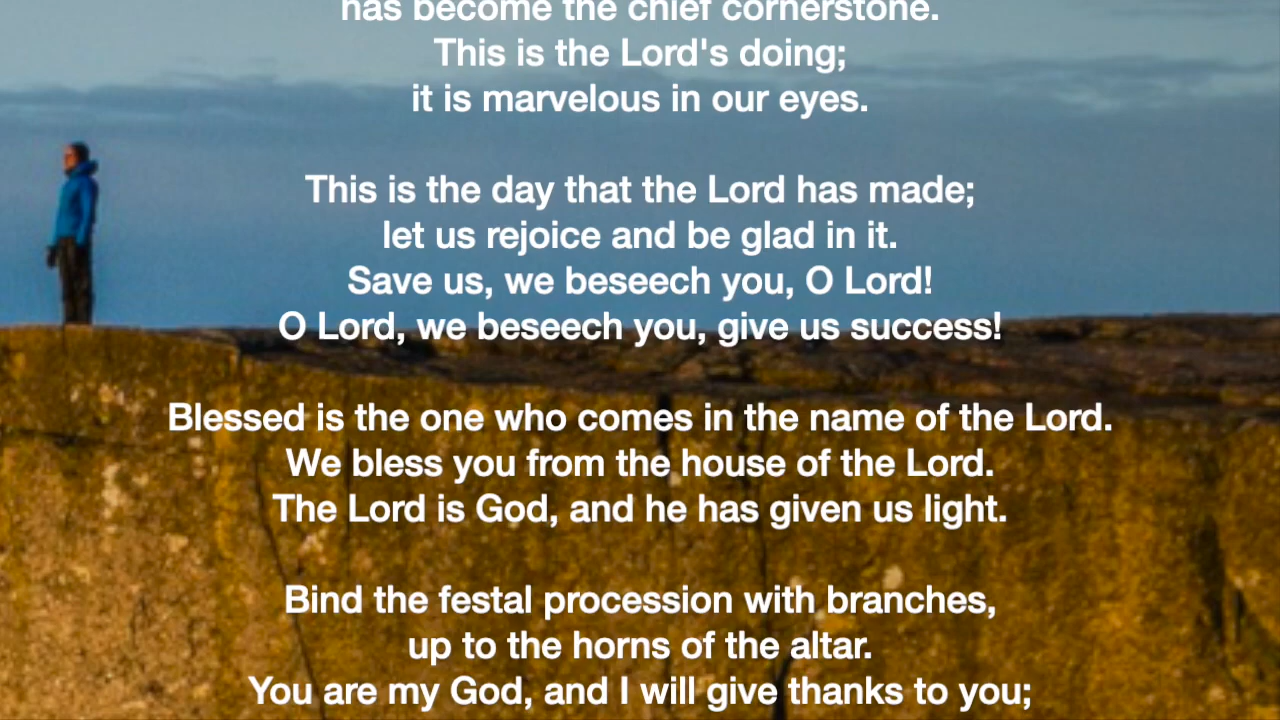 has become the chief cornerstone.
This is the Lord's doing;
it is marvelous in our eyes.
This is the day that the Lord has made;
let us rejoice and be glad in it.
Save us, we beseech you, O Lord!
O Lord, we beseech you, give us success!
Blessed is the one who comes in the name of the Lord.
We bless you from the house of the Lord.
The Lord is God, and he has given us light.
Bind the festal procession with branches,
up to the horns of the altar.
You are my God, and I will give thanks to you;